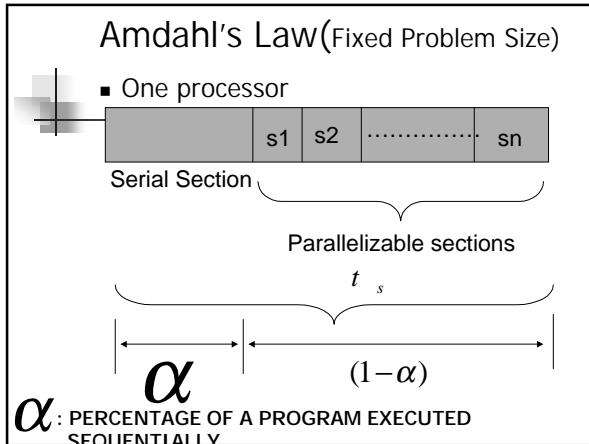 Amdahl's Law(Fixed Problem Size)
▪ One processor
s1 s2 ............... sn
Serial Section
Parallelizable sections
t s
α (1−α)
α: PERCENTAGE OF A PROGRAM EXECUTED
SEQUENTIALLY